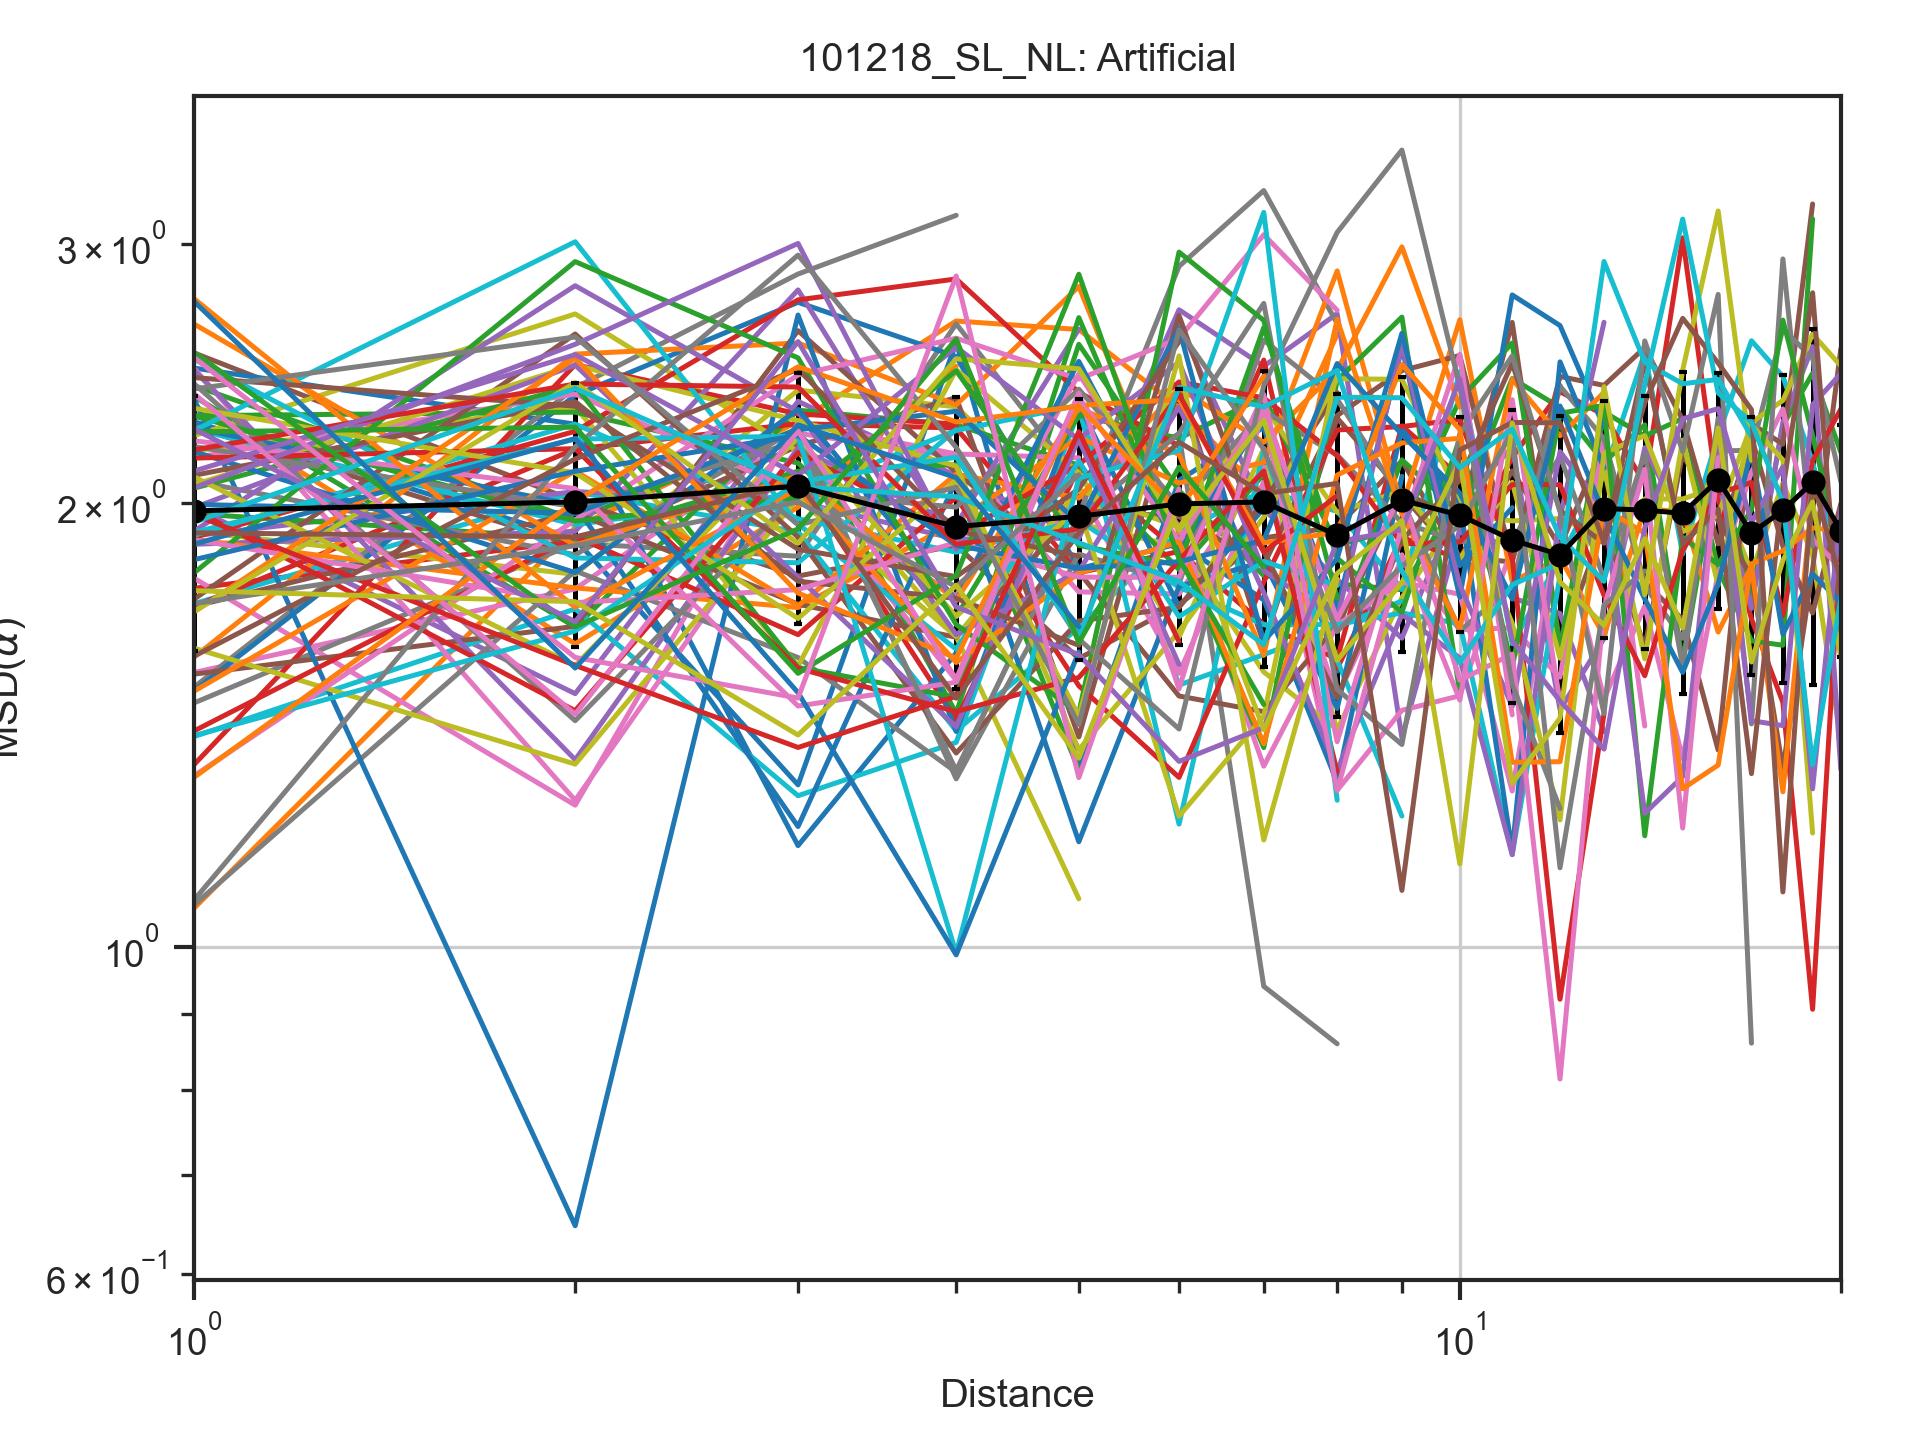 101218_SL_NL: Artificial
3 × 10⁰
2 × 10⁰
10⁰
6 × 10⁻¹
MSD(α)
10⁰
10¹
Distance